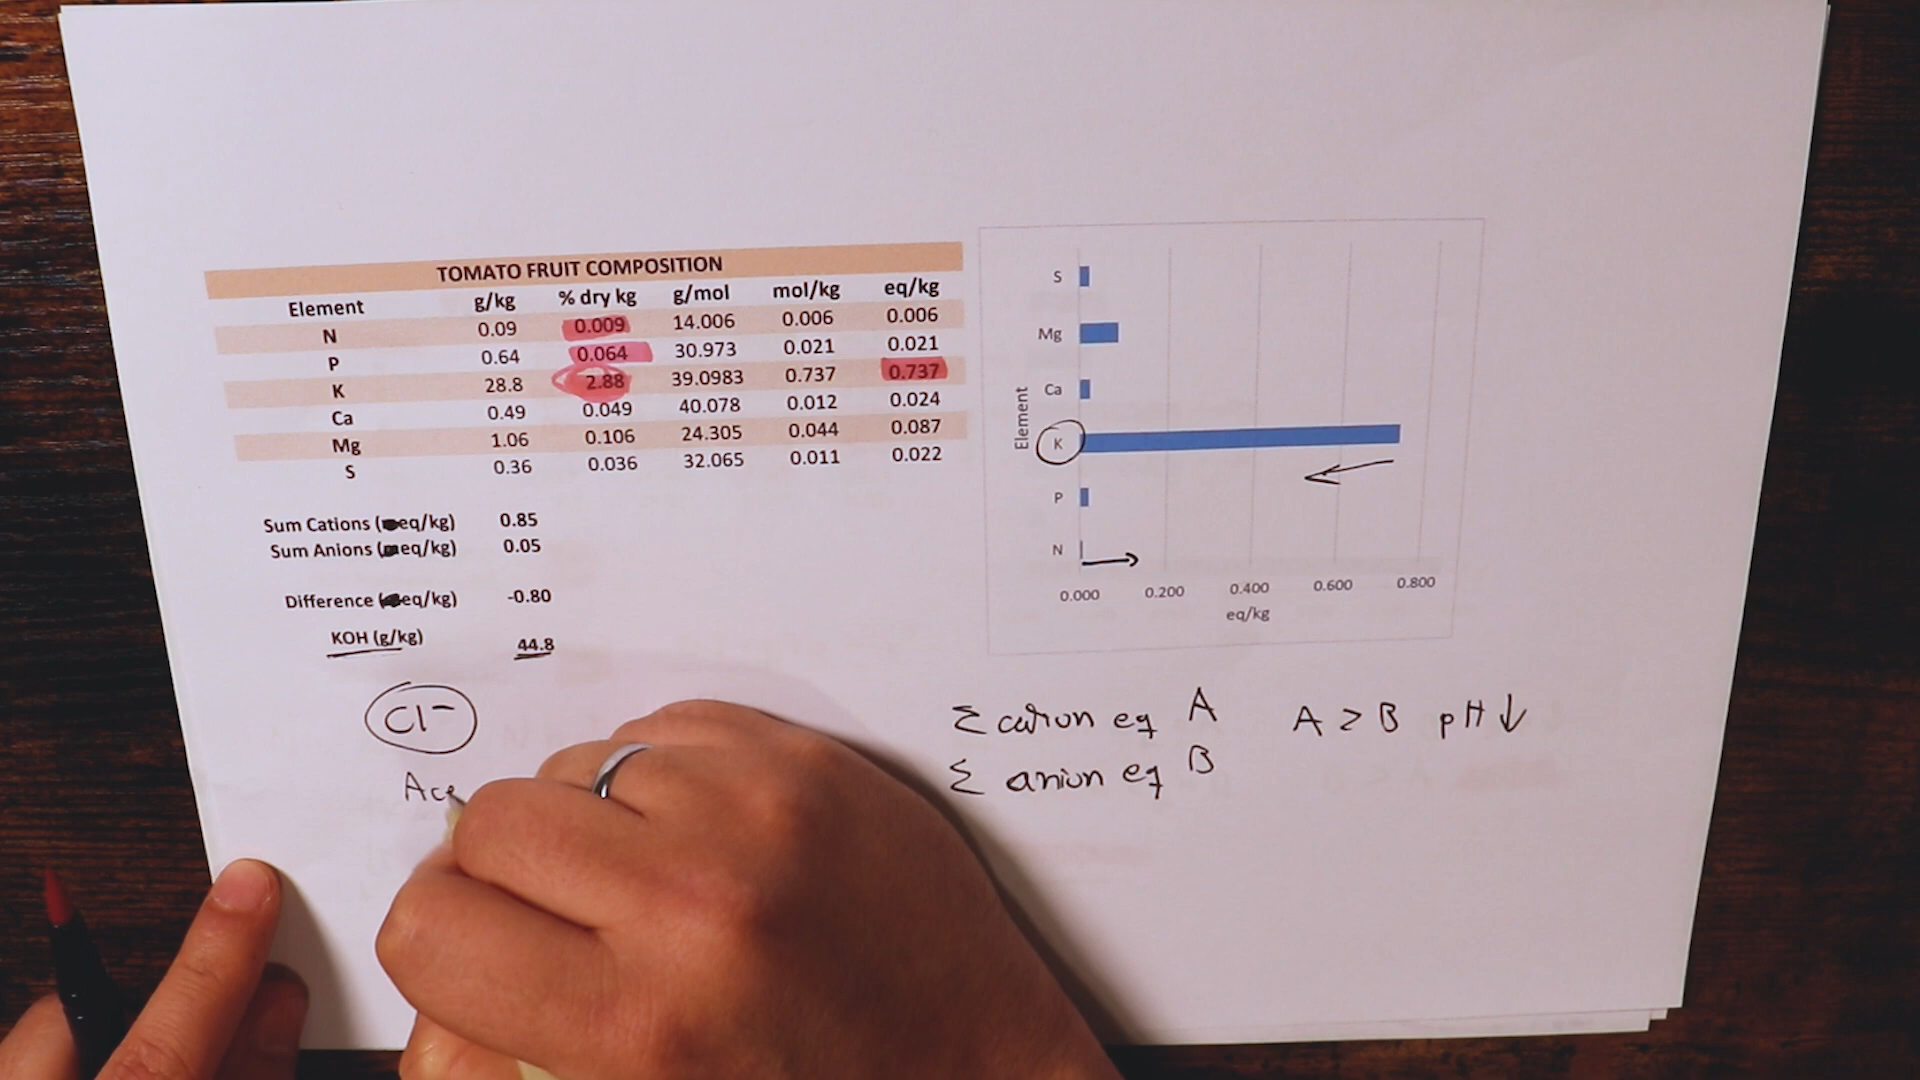 TOMATO FRUIT COMPOSITION
Element g/kg % dry kg g/mol mol/kg eq/kg
N 0.09 0.009 14.006 0.006 0.006
P 0.64 0.064 30.973 0.021 0.021
K 28.8 2.88 39.0983 0.737 0.737
Ca 0.49 0.049 40.078 0.012 0.024
Mg 1.06 0.106 24.305 0.044 0.087
S 0.36 0.036 32.065 0.011 0.022
Sum Cations (eq/kg) 0.85
Sum Anions (eq/kg) 0.05
Difference (eq/kg) -0.80
KOH (g/kg) 44.8
Cl⁻
Ace
S
Mg
Ca
K
P
N
Element
0.000 0.200 0.400 0.600 0.800
eq/kg
Σ cation eq A A ≥ B pH ↓
Σ anion eq B